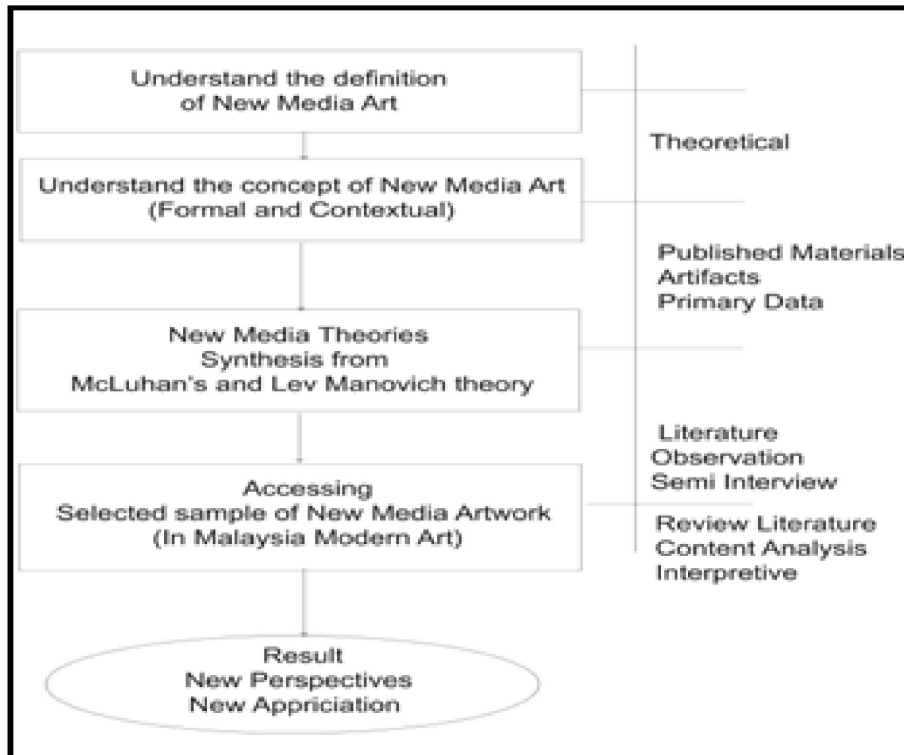 Understand the definition
of New Media Art
Theoretical
Understand the concept of New Media Art
(Formal and Contextual)
Published Materials
Artifacts
Primary Data
New Media Theories
Synthesis from
McLuhan's and Lev Manovich theory
Literature
Observation
Semi Interview
Accessing
Selected sample of New Media Artwork
(In Malaysia Modern Art)
Review Literature
Content Analysis
Interpretive
Result
New Perspectives
New Appriciation